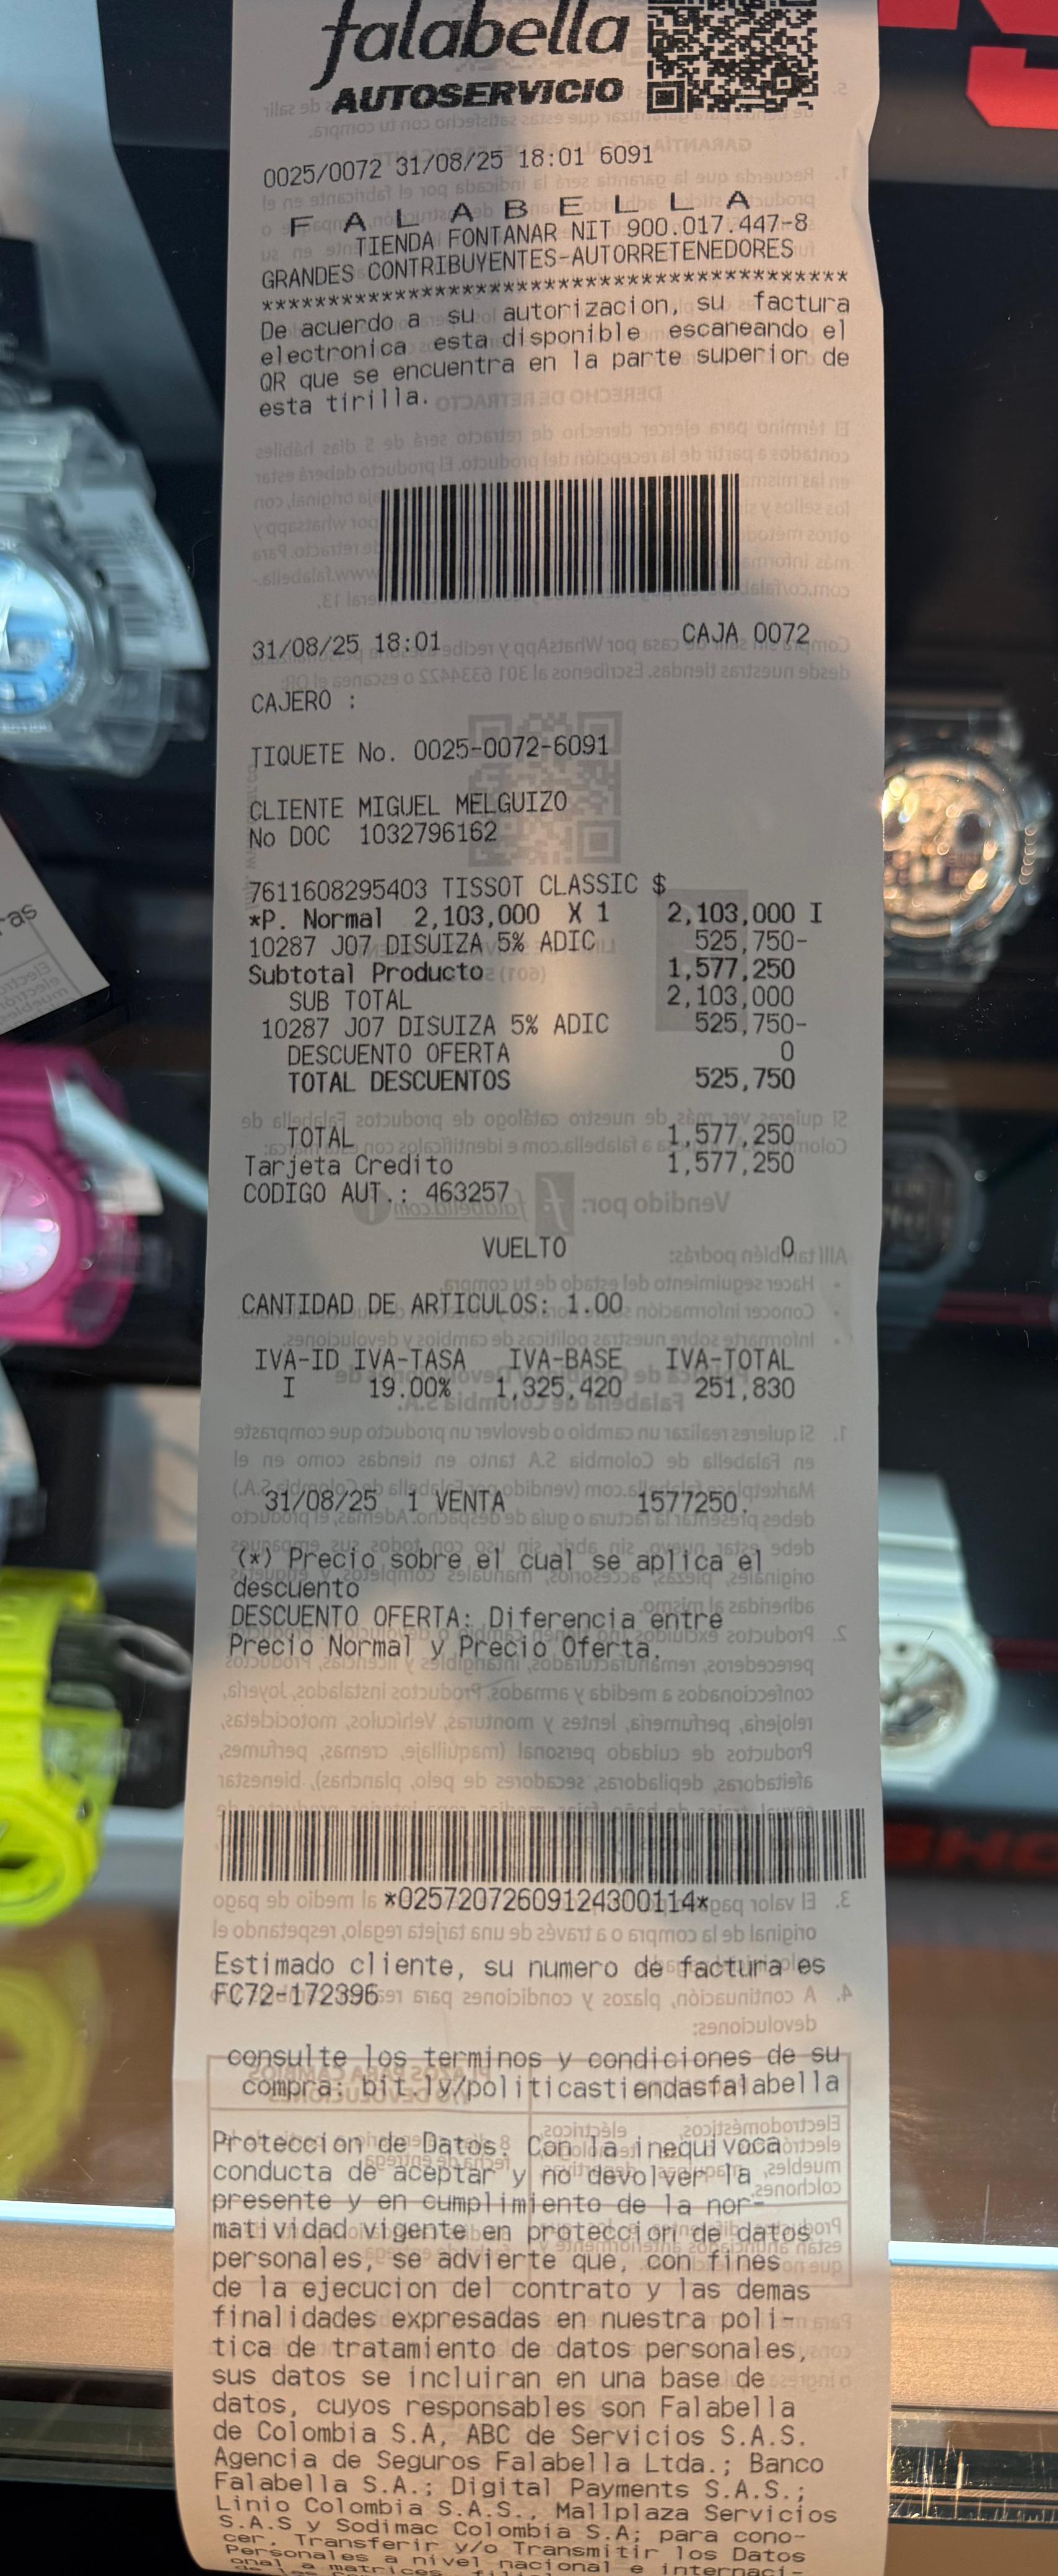 falabella
AUTOSERVICIO
0025/0072 31/08/25 18:01 6091
F A L A B E L L A
TIENDA FONTANAR NIT 900.017.447-8
GRANDES CONTRIBUYENTES-AUTORRETENEDORES
********************************************
De acuerdo a su autorizacion, su factura
electronica esta disponible escaneando el
QR que se encuentra en la parte superior de
esta tirilla.
31/08/25 18:01 CAJA 0072
CAJERO :
TIQUETE No. 0025-0072-6091
CLIENTE MIGUEL MELGUIZO
No DOC 1032796162
7611608295403 TISSOT CLASSIC $
*P. Normal 2,103,000 X 1 2,103,000 I
10287 J07 DISUIZA 5% ADIC 525,750-
Subtotal Producto 1,577,250
SUB TOTAL 2,103,000
10287 J07 DISUIZA 5% ADIC 525,750-
DESCUENTO OFERTA 0
TOTAL DESCUENTOS 525,750
TOTAL 1,577,250
Tarjeta Credito 1,577,250
CODIGO AUT.: 463257
VUELTO 0
CANTIDAD DE ARTICULOS: 1.00
IVA-ID IVA-TASA IVA-BASE IVA-TOTAL
I 19.00% 1,325,420 251,830
31/08/25 1 VENTA 1577250.
(*) Precio sobre el cual se aplica el
descuento
DESCUENTO OFERTA: Diferencia entre
Precio Normal y Precio Oferta.
*02572072609124300114*
Estimado cliente, su numero de factura es
FC72-172396
consulte los terminos y condiciones de su
compra: bit.ly/politicastiendasfalabella
Proteccion de Datos: Con la inequivoca
conducta de aceptar y no devolver la
presente y en cumplimiento de la nor-
matividad vigente en proteccion de datos
personales, se advierte que, con fines
de la ejecucion del contrato y las demas
finalidades expresadas en nuestra poli-
tica de tratamiento de datos personales,
sus datos se incluiran en una base de
datos, cuyos responsables son Falabella
de Colombia S.A, ABC de Servicios S.A.S.
Agencia de Seguros Falabella Ltda.; Banco
Falabella S.A.; Digital Payments S.A.S.;
Linio Colombia S.A.S., Mallplaza Servicios
S.A.S y Sodimac Colombia S.A; para cono-
cer, Transferir y/o Transmitir los Datos
Personales a nivel nacional e internaci-
onal a matrices,